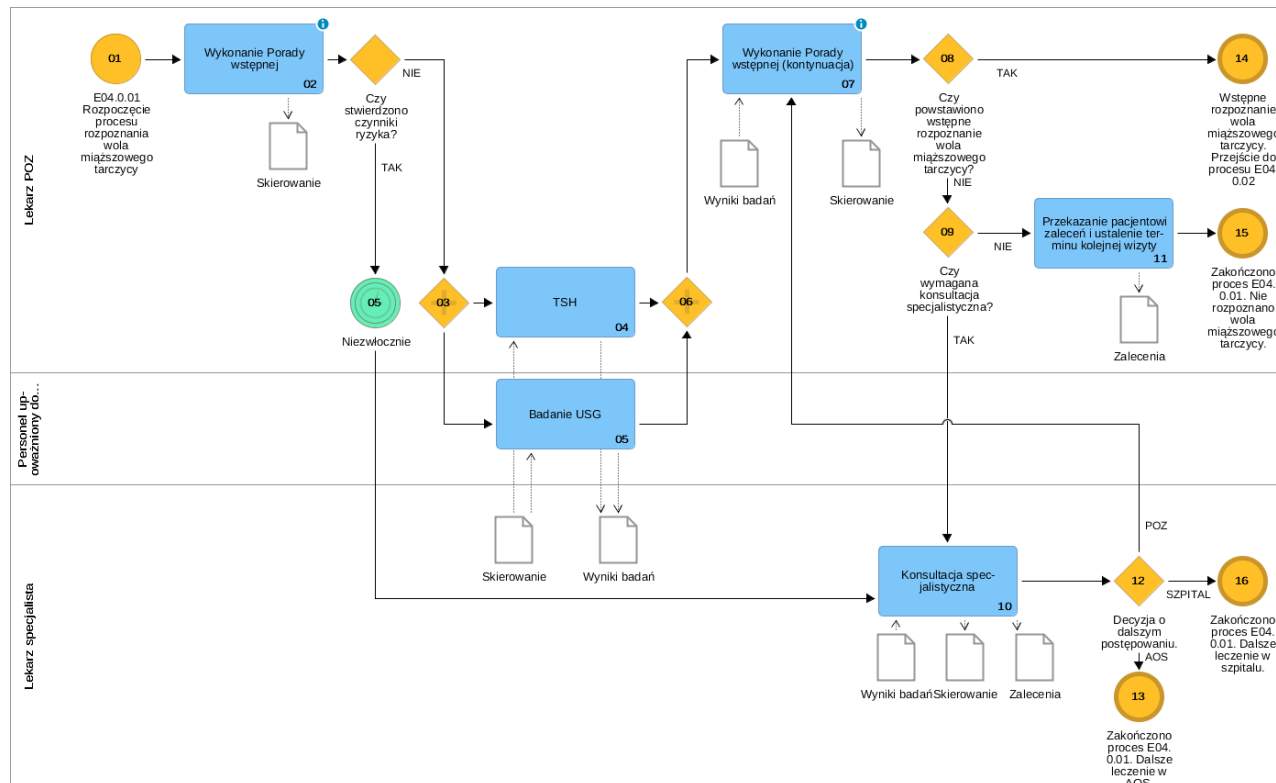 Lekarz POZ
01
E04.0.01
Rozpoczęcie
procesu
rozpoznania
wola
miąższowego
tarczycy
Wykonanie Porady
wstępnej
02
Skierowanie
Czy
stwierdzono
czynniki
ryzyka?
NIE
TAK
05
Niezwłocznie
03
TSH
04
06
Wykonanie Porady
wstępnej (kontynuacja)
07
Wyniki badań
Skierowanie
08
TAK
Czy
powstawiono
wstępne
rozpoznanie
wola
miąższowego
tarczycy?
NIE
14
Wstępne
rozpoznanie
wola
miąższowego
tarczycy.
Przejście do
procesu E04.
0.02
09
NIE
Czy
wymagana
konsultacja
specjalistyczna?
TAK
Przekazanie pacjentowi
zaleceń i ustalenie ter-
minu kolejnej wizyty
11
Zalecenia
15
Zakończono
proces E04.
0.01. Nie
rozpoznano
wola
miąższowego
tarczycy.
Personel up-
oważniony do...
Badanie USG
05
Lekarz specjalista
Skierowanie
Wyniki badań
Konsultacja spec-
jalistyczna
10
Wyniki badań
Skierowanie
Zalecenia
POZ
12
SZPITAL
Decyzja o
dalszym
postępowaniu.
AOS
16
Zakończono
proces E04.
0.01. Dalsze
leczenie w
szpitalu.
13
Zakończono
proces E04.
0.01. Dalsze
leczenie w
AOS